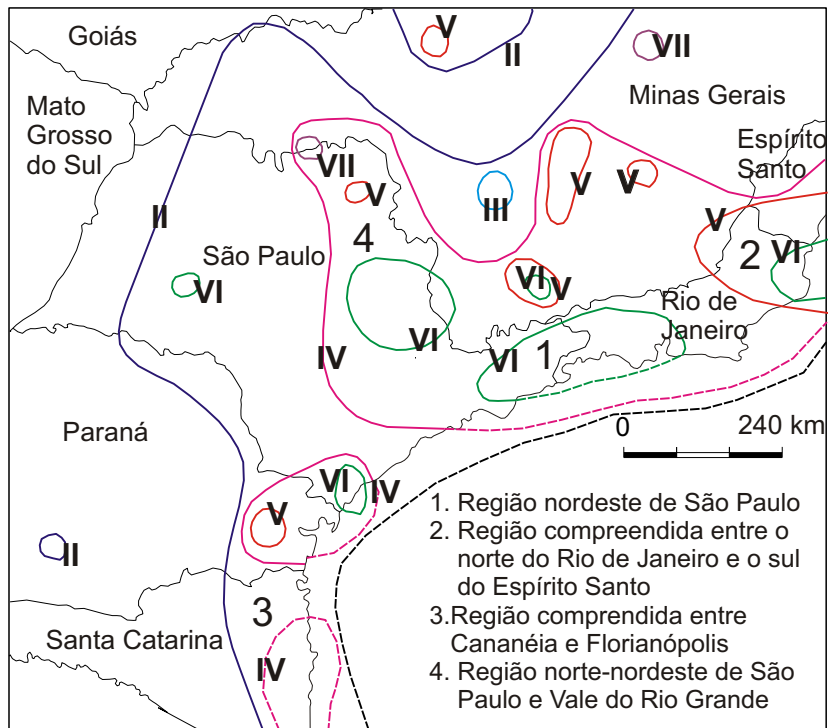 Goiás
V
II
VII
Mato
Grosso
do Sul
Minas Gerais
Espírito
Santo
VII
V
III
V
V
II
4
V
2
VI
São Paulo
VI
VI
V
Rio de
Janeiro
VI
IV
VI
1
Paraná
0 240 km
VI
IV
V
II
1. Região nordeste de São Paulo
2. Região compreendida entre o
norte do Rio de Janeiro e o sul
do Espírito Santo
3.Região comprendida entre
Cananéia e Florianópolis
4. Região norte-nordeste de São
Paulo e Vale do Rio Grande
3
Santa Catarina
IV